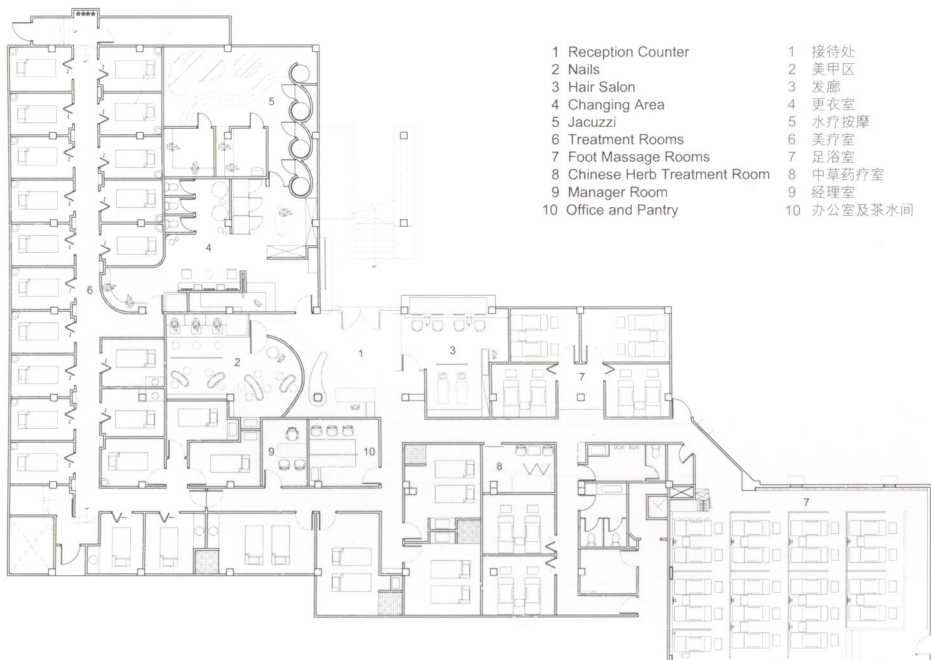 1 Reception Counter
2 Nails
3 Hair Salon
4 Changing Area
5 Jacuzzi
6 Treatment Rooms
7 Foot Massage Rooms
8 Chinese Herb Treatment Room
9 Manager Room
10 Office and Pantry
1 接待处
2 美甲区
3 发廊
4 更衣室
5 水疗按摩
6 美疗室
7 足浴室
8 中草药疗室
9 经理室
10 办公室及茶水间
5
4
6
1
3
2
7
9
10
8
7